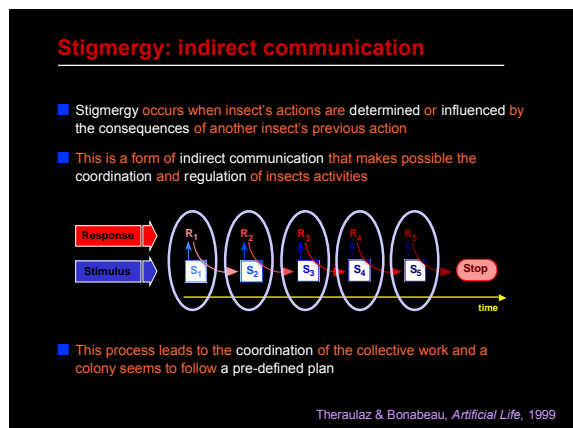 Stigmergy: indirect communication
Stigmergy occurs when insect's actions are determined or influenced by
the consequences of another insect's previous action
This is a form of indirect communication that makes possible the
coordination and regulation of insects activities
Response R1 R2 R3 R4 R5
Stimulus S1 S2 S3 S4 S5 Stop
time
This process leads to the coordination of the collective work and a
colony seems to follow a pre-defined plan
Theraulaz & Bonabeau, Artificial Life, 1999